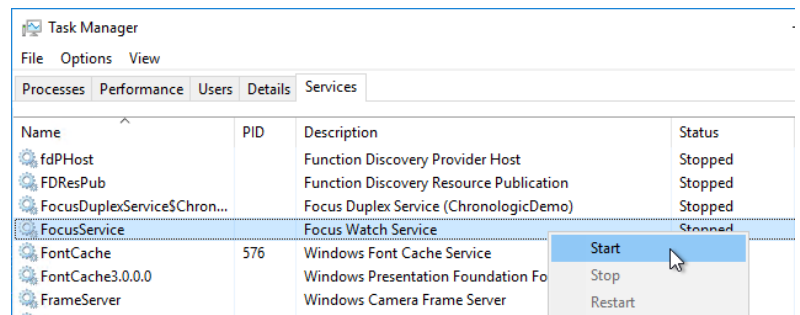 Task Manager
File Options View
Processes Performance Users Details Services
Name PID Description Status
fdPHost Function Discovery Provider Host Stopped
FDResPub Function Discovery Resource Publication Stopped
FocusDuplexService$Chron... Focus Duplex Service (ChronologicDemo) Stopped
FocusService Focus Watch Service Stopped
FontCache 576 Windows Font Cache Service Start
FontCache3.0.0.0 Windows Presentation Foundation Fo Stop
FrameServer Windows Camera Frame Server Restart